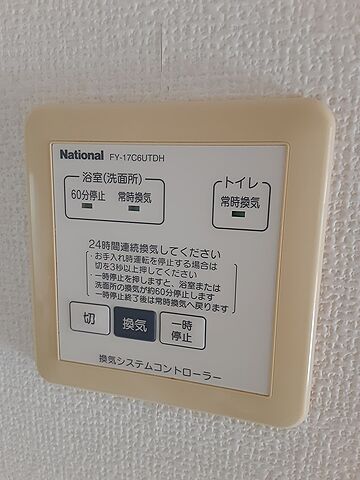 National FY-17C6UTDH
浴室(洗面所)
60分停止 常時換気
トイレ
常時換気
24時間連続換気してください
・お手入れ時運転を停止する場合は
切を3秒以上押してください
・一時停止を押しますと、浴室または
洗面所の換気が約60分停止します
一時停止終了後は常時換気へ戻ります
切
換気
一時
停止
換気システムコントローラー